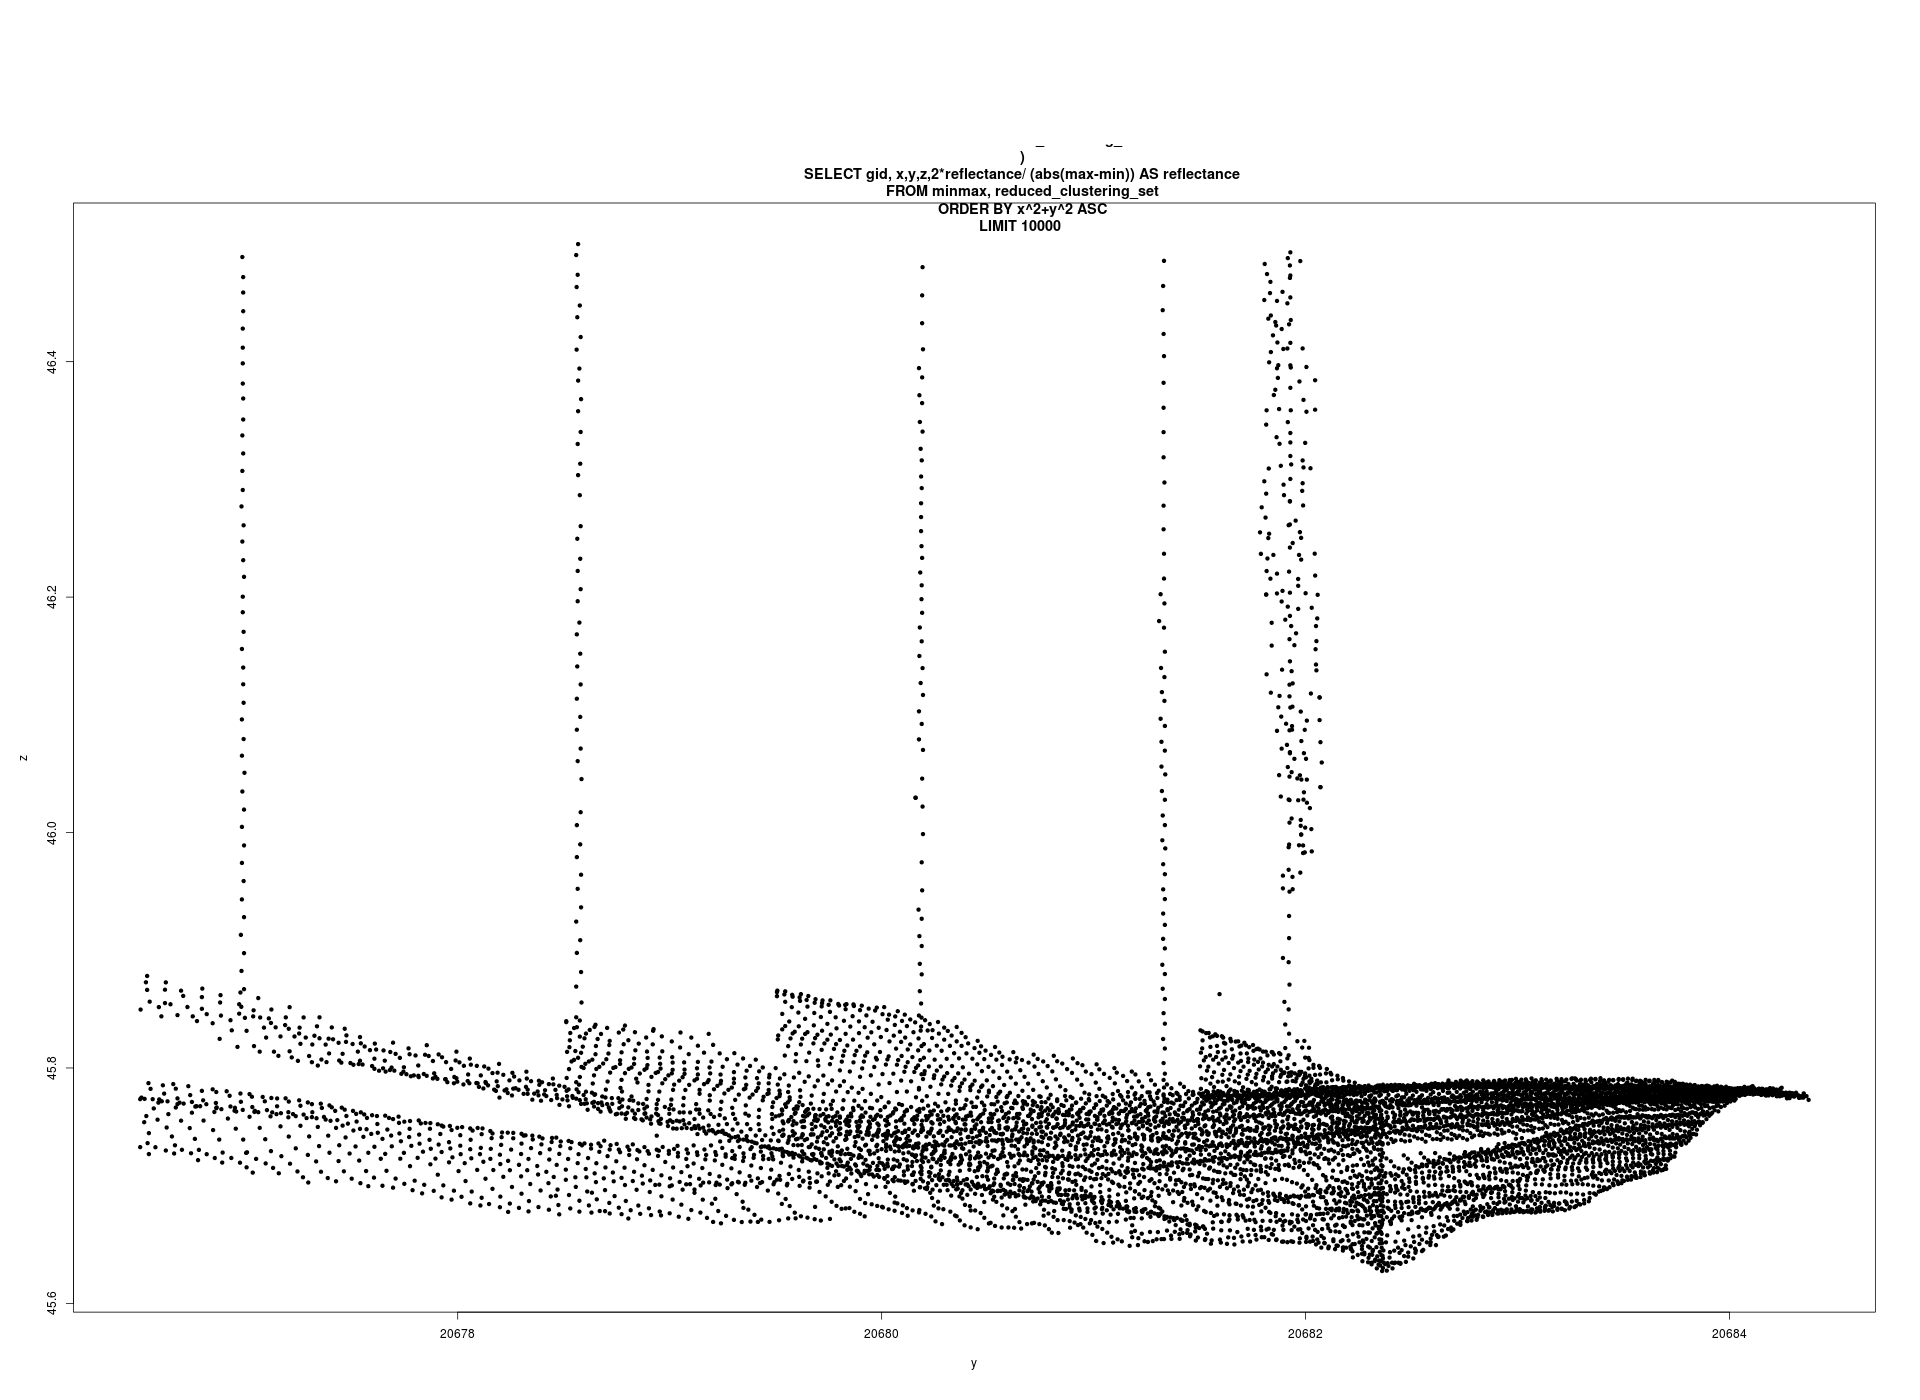 )
SELECT gid, x,y,z,2*reflectance/ (abs(max-min)) AS reflectance
FROM minmax, reduced_clustering_set
ORDER BY x^2+y^2 ASC
LIMIT 10000
46.4
46.2
46.0
45.8
45.6
z
20678
20680
20682
20684
y